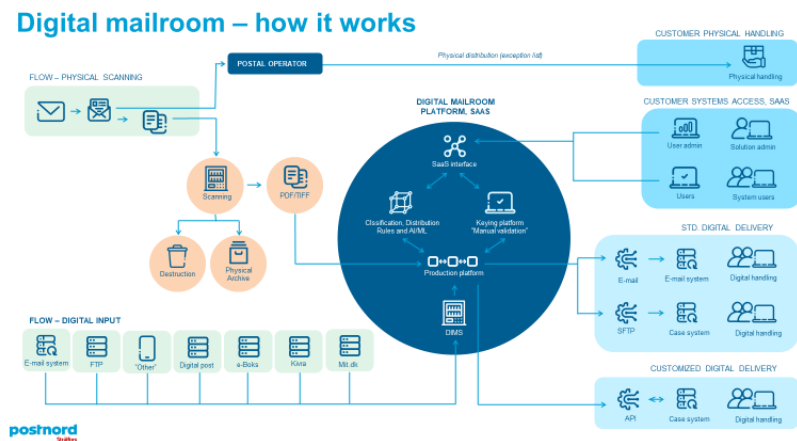 Digital mailroom – how it works
CUSTOMER PHYSICAL HANDLING
Physical distribution (exception list)
POSTAL OPERATOR
Physical handling
FLOW – PHYSICAL SCANNING
DIGITAL MAILROOM
PLATFORM, SAAS
CUSTOMER SYSTEMS ACCESS, SAAS
User admin
Solution admin
SaaS interface
Scanning
PDF/TIFF
Users
System users
Clssification, Distribution
Rules and AI/ML
Keying platform
"Manual validation"
STD. DIGITAL DELIVERY
Destruction
Physical
Archive
Production platform
E-mail
E-mail system
Digital handling
FLOW – DIGITAL INPUT
DIMS
SFTP
Case system
Digital handling
E-mail system
FTP
"Other"
Digital post
e-Boks
Kivra
Mit.dk
CUSTOMIZED DIGITAL DELIVERY
API
Case system
Digital handling
postnord
Strålfors